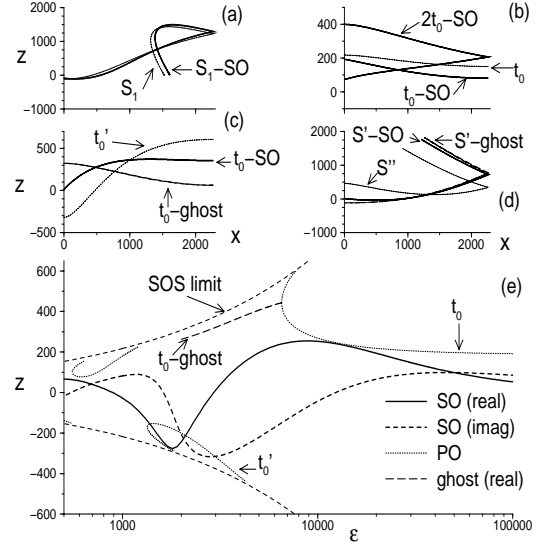 2000
1000
0
−1000
z
(a)
S₁
S₁−SO
400
200
0
(b)
2t₀−SO
t₀
t₀−SO
500
0
−500
z
(c)
t₀'
t₀−SO
t₀−ghost
0
1000
2000
x
2000
1000
0
−1000
(d)
S'−SO
S'−ghost
S''
0
1000
2000
x
600
400
200
0
−200
−400
−600
z
(e)
SOS limit
t₀−ghost
t₀
t₀'
SO (real)
SO (imag)
PO
ghost (real)
1000
10000
100000
ε